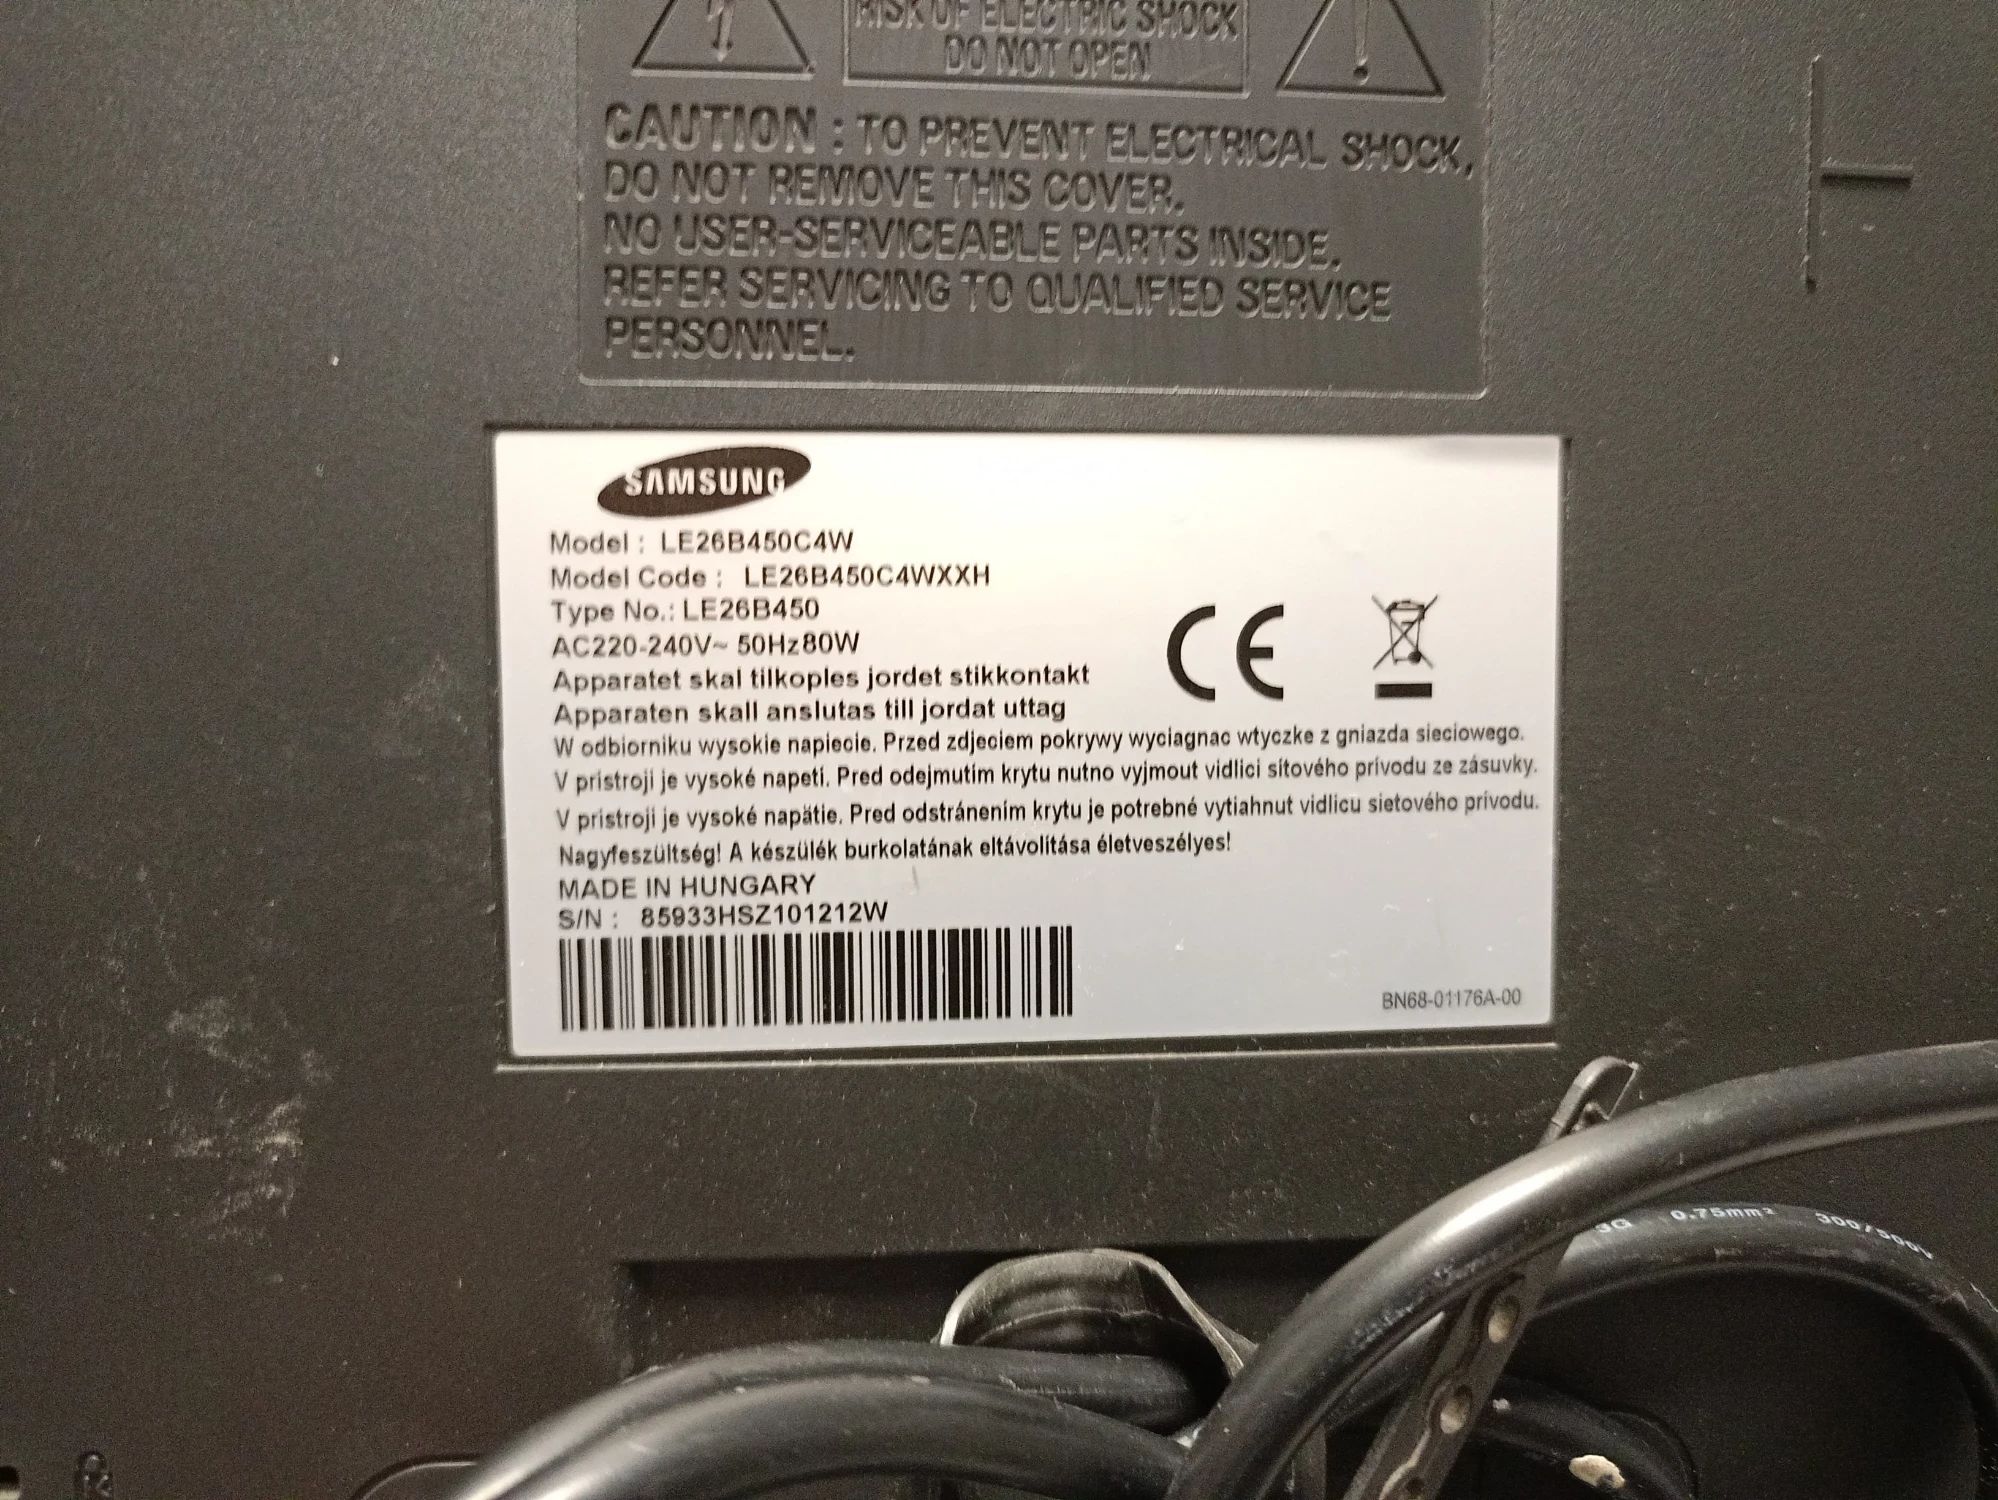 RISK OF ELECTRIC SHOCK
DO NOT OPEN
CAUTION : TO PREVENT ELECTRICAL SHOCK,
DO NOT REMOVE THIS COVER.
NO USER-SERVICEABLE PARTS INSIDE.
REFER SERVICING TO QUALIFIED SERVICE
PERSONNEL.
SAMSUNG
Model : LE26B450C4W
Model Code : LE26B450C4WXXH
Type No.: LE26B450
AC220-240V~ 50Hz80W
CE
Apparatet skal tilkoples jordet stikkontakt
Apparaten skall anslutas till jordat uttag
W odbiorniku wysokie napiecie. Przed zdjeciem pokrywy wyciagnac wtyczke z gniazda sieciowego.
V pristroji je vysoké napetí. Pred odejmutím krytu nutno vyjmout vidlici sítového prívodu ze zásuvky.
V pristroji je vysoké napätie. Pred odstránením krytu je potrebné vytiahnut vidlicu sietového prívodu.
Nagyfeszültség! A készülék burkolatának eltávolítása életveszélyes!
MADE IN HUNGARY
S/N : 85933HSZ101212W
BN68-01176A-00
3G 0.75mm² 300/500V